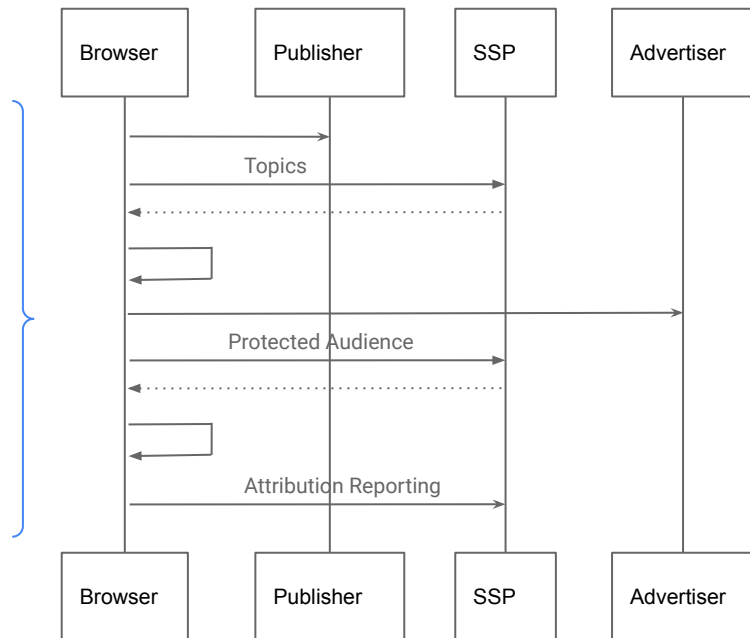 Browser
Publisher
SSP
Advertiser
Topics
Protected Audience
Attribution Reporting
Browser
Publisher
SSP
Advertiser